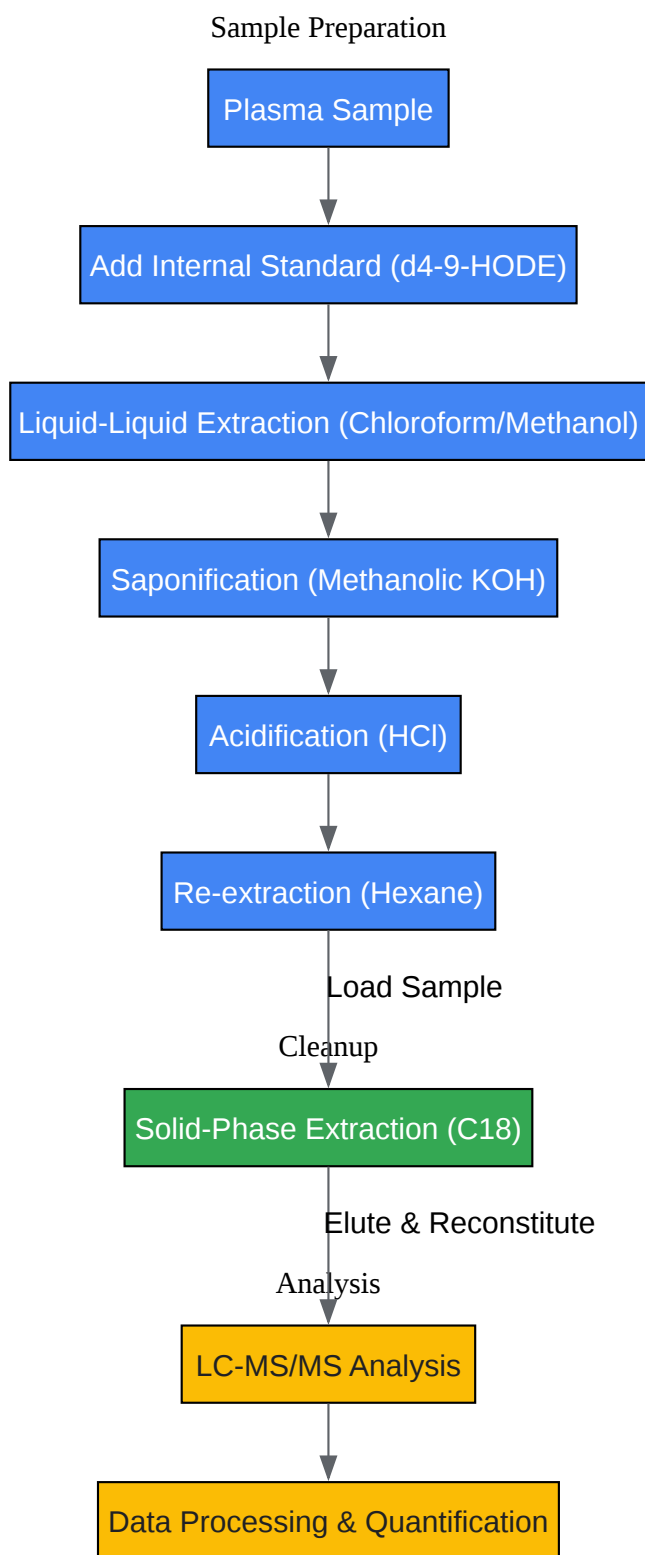 Sample Preparation
Plasma Sample
Add Internal Standard (d4-9-HODE)
Liquid-Liquid Extraction (Chloroform/Methanol)
Saponification (Methanolic KOH)
Acidification (HCl)
Re-extraction (Hexane)
Load Sample
Cleanup
Solid-Phase Extraction (C18)
Elute & Reconstitute
Analysis
LC-MS/MS Analysis
Data Processing & Quantification